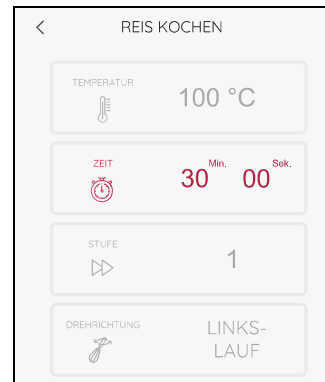 REIS KOCHEN
TEMPERATUR
100 °C
ZEIT
30 Min. 00 Sek.
STUFE
1
DREHRICHTUNG
LINKS-
LAUF